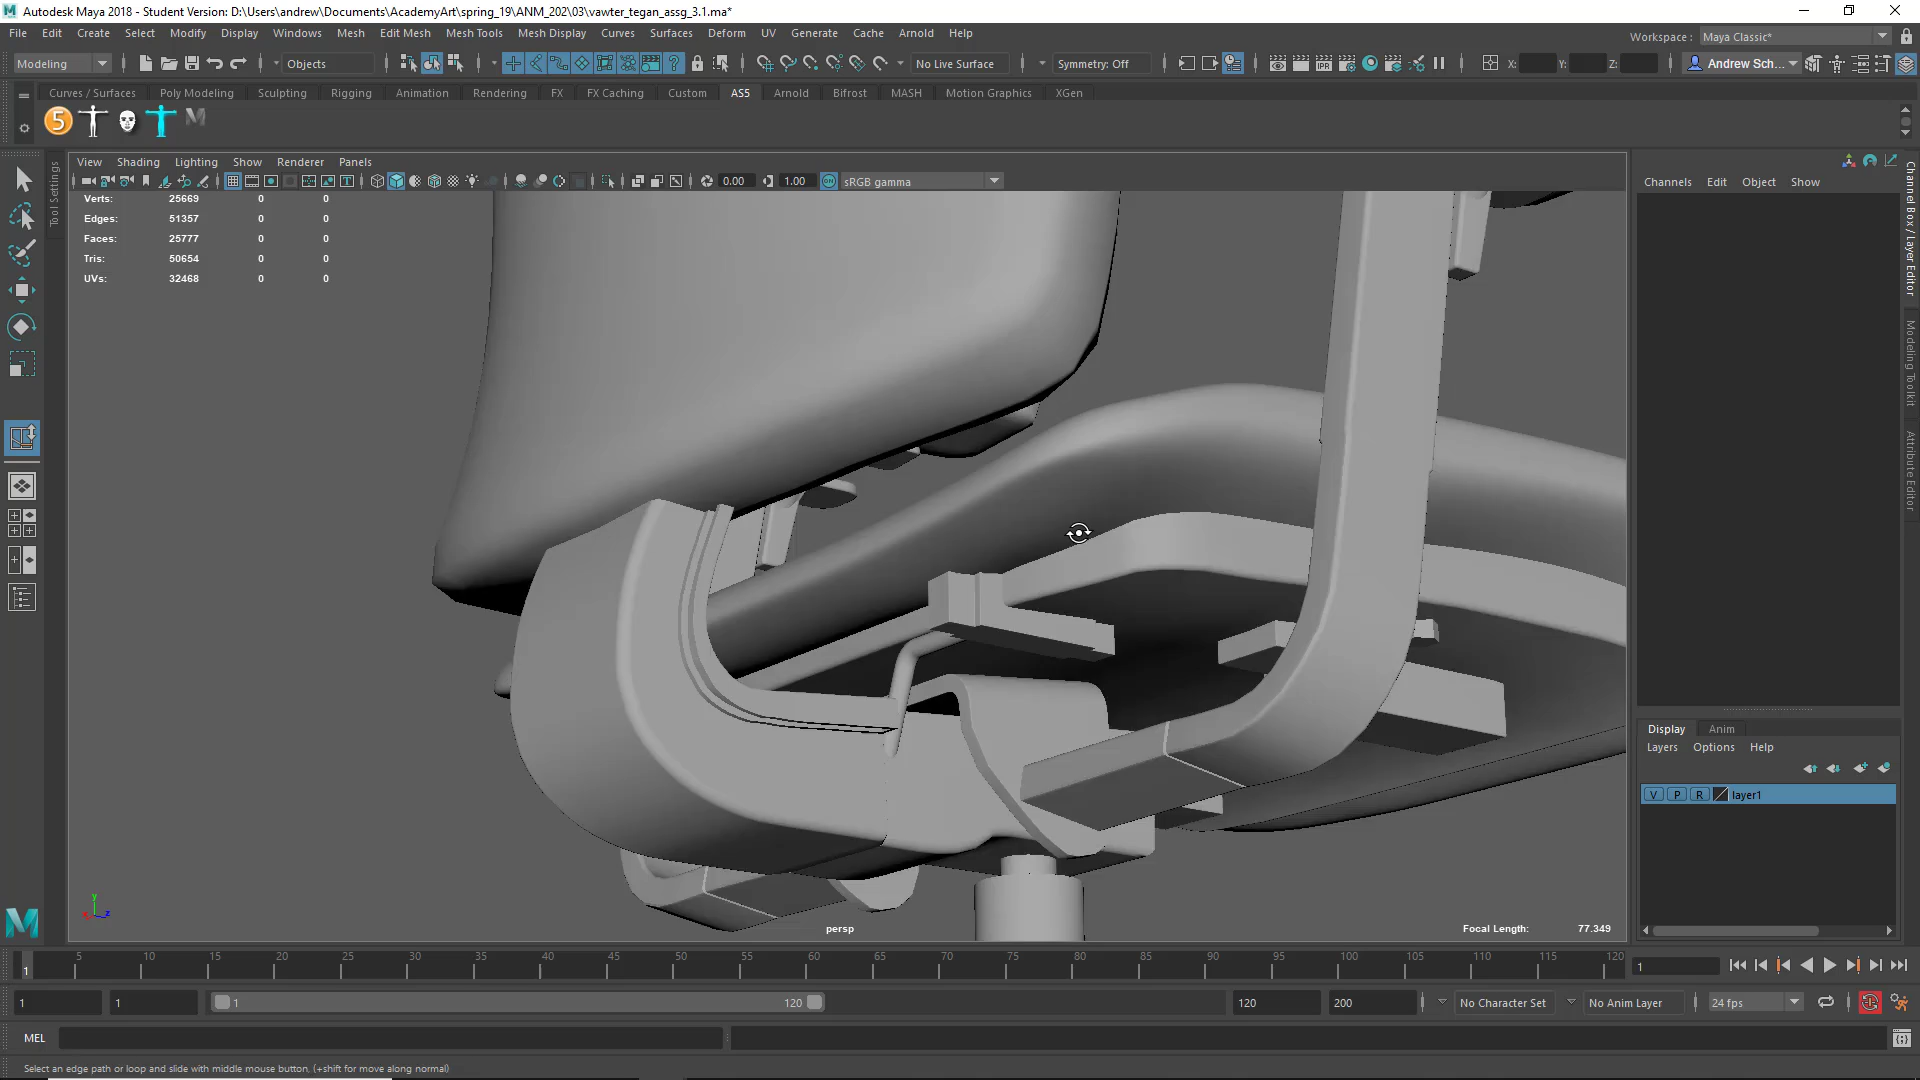 Autodesk Maya 2018 - Student Version: D:\Users\andrew\Documents\AcademyArt\spring_19\ANM_202\03\vawter_tegan_assg_3.1.ma*
File Edit Create Select Modify Display Windows Mesh Edit Mesh Mesh Tools Mesh Display Curves Surfaces Deform UV Generate Cache Arnold Help
Workspace : Maya Classic*
Modeling Objects No Live Surface Symmetry: Off IPR X: Y: Z: Andrew Sch...
Curves / Surfaces Poly Modeling Sculpting Rigging Animation Rendering FX FX Caching Custom AS5 Arnold Bifrost MASH Motion Graphics XGen
5
Tool Settings
View Shading Lighting Show Renderer Panels
0.00 1.00 ON sRGB gamma
Verts: 25669 0 0
Edges: 51357 0 0
Faces: 25777 0 0
Tris: 50654 0 0
UVs: 32468 0 0
Channels Edit Object Show
Channel Box / Layer Editor
Modeling Toolkit
Attribute Editor
Display Anim
Layers Options Help
V P R layer1
y
x z
persp
Focal Length: 77.349
1 5 10 15 20 25 30 35 40 45 50 55 60 65 70 75 80 85 90 95 100 105 110 115 120 1
1 1 1 120 120 200 No Character Set No Anim Layer 24 fps
MEL
Select an edge path or loop and slide with middle mouse button, (+shift for move along normal)